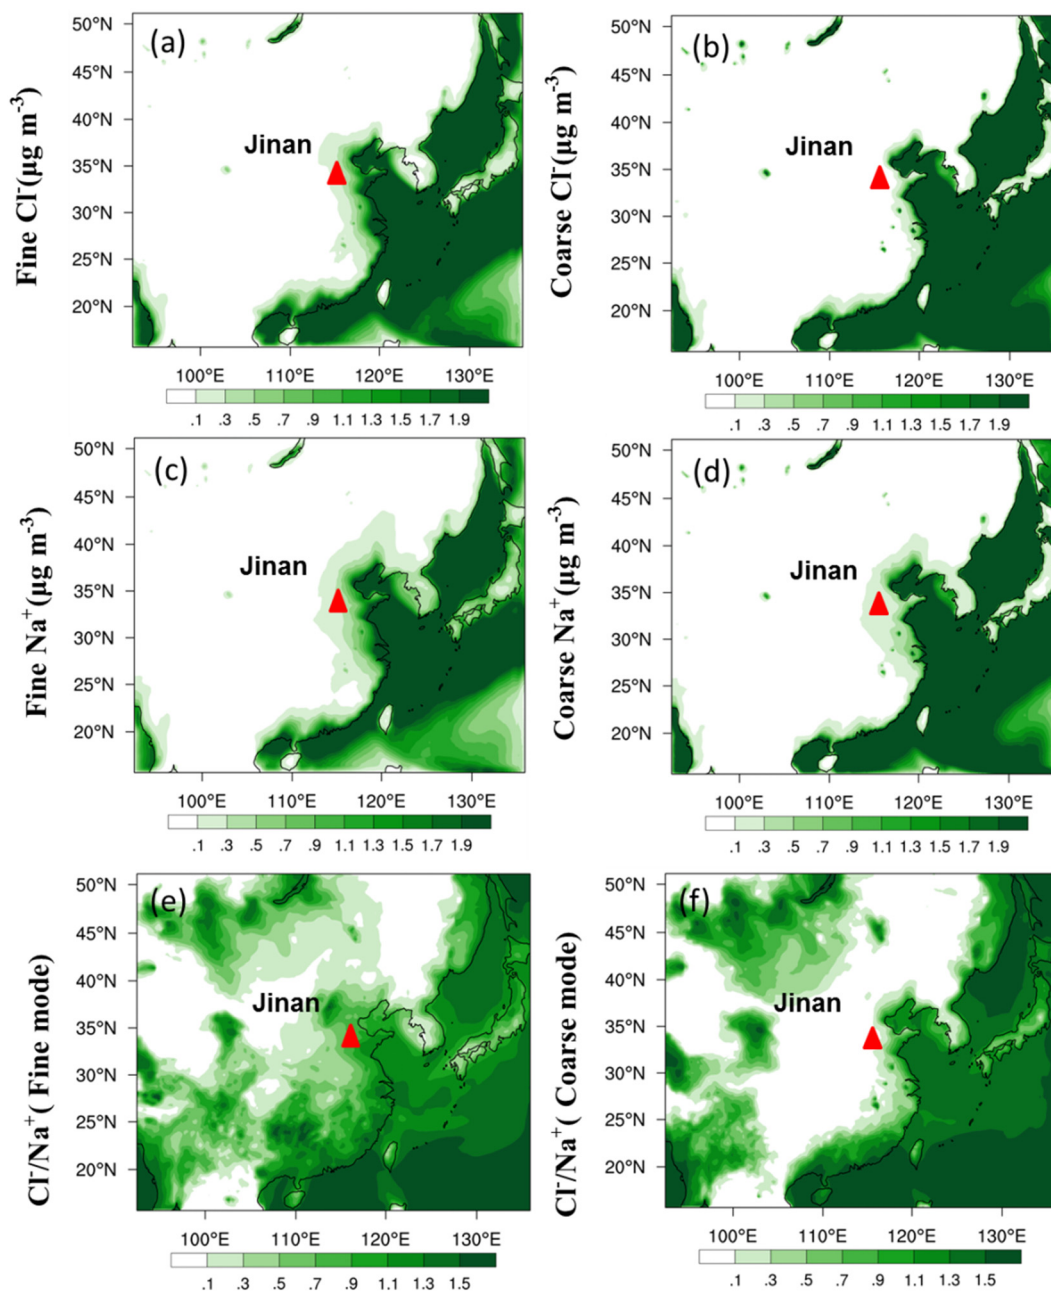 (a)
Fine Cl⁻(μg m⁻³)
50°N
45°N
40°N
35°N
30°N
25°N
20°N
Jinan
100°E 110°E 120°E 130°E
.1 .3 .5 .7 .9 1.1 1.3 1.5 1.7 1.9
(b)
Coarse Cl⁻(μg m⁻³)
50°N
45°N
40°N
35°N
30°N
25°N
20°N
Jinan
100°E 110°E 120°E 130°E
.1 .3 .5 .7 .9 1.1 1.3 1.5 1.7 1.9
(c)
Fine Na⁺(μg m⁻³)
50°N
45°N
40°N
35°N
30°N
25°N
20°N
Jinan
100°E 110°E 120°E 130°E
.1 .3 .5 .7 .9 1.1 1.3 1.5 1.7 1.9
(d)
Coarse Na⁺(μg m⁻³)
50°N
45°N
40°N
35°N
30°N
25°N
20°N
Jinan
100°E 110°E 120°E 130°E
.1 .3 .5 .7 .9 1.1 1.3 1.5 1.7 1.9
(e)
Cl⁻/Na⁺( Fine mode)
50°N
45°N
40°N
35°N
30°N
25°N
20°N
Jinan
100°E 110°E 120°E 130°E
.1 .3 .5 .7 .9 1.1 1.3 1.5
(f)
Cl⁻/Na⁺( Coarse mode)
50°N
45°N
40°N
35°N
30°N
25°N
20°N
Jinan
100°E 110°E 120°E 130°E
.1 .3 .5 .7 .9 1.1 1.3 1.5